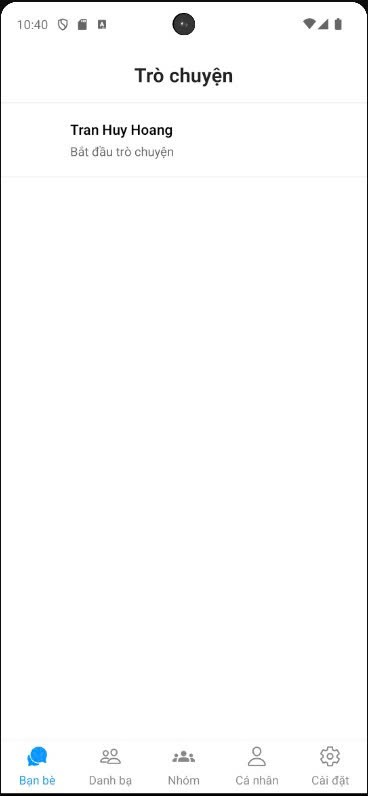 10:40
Trò chuyện
Tran Huy Hoang
Bắt đầu trò chuyện
Bạn bè
Danh bạ
Nhóm
Cá nhân
Cài đặt